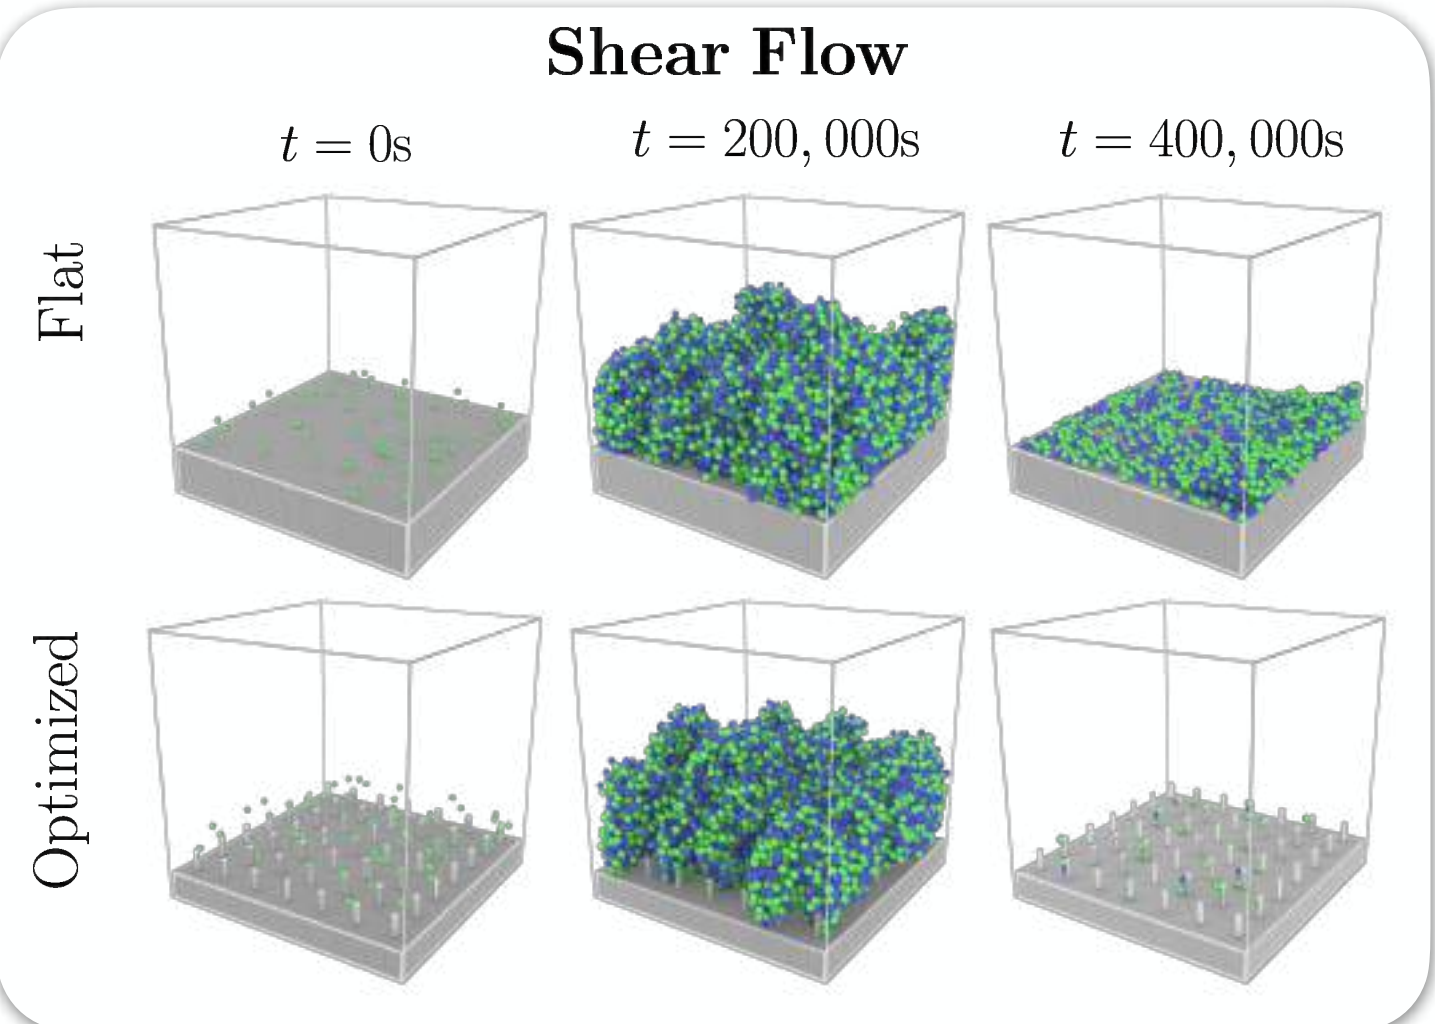 Shear Flow
t = 0s
t = 200, 000s
t = 400, 000s
Flat
Optimized